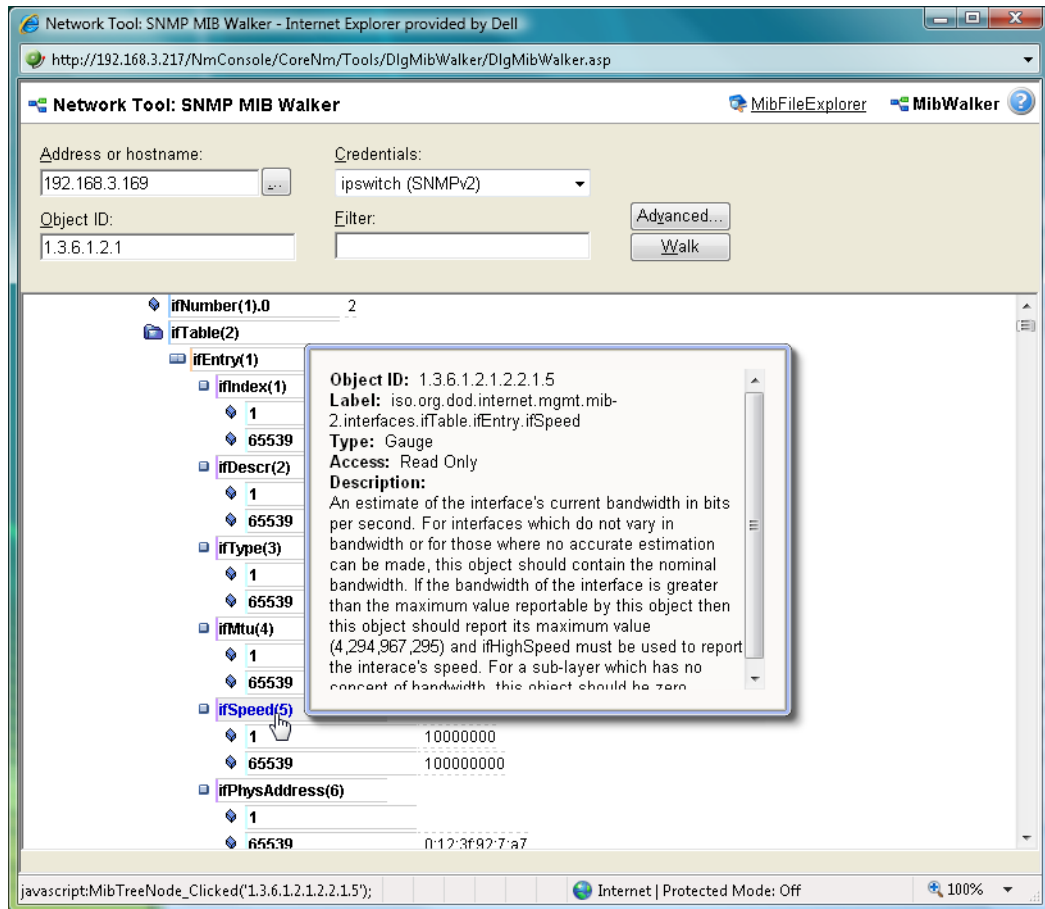 Network Tool: SNMP MIB Walker - Internet Explorer provided by Dell
http://192.168.3.217/NmConsole/CoreNm/Tools/DlgMibWalker/DlgMibWalker.asp
Network Tool: SNMP MIB Walker MibFileExplorer MibWalker ?
Address or hostname: Credentials:
192.168.3.169 ... ipswitch (SNMPv2)
Object ID: Filter: Advanced...
1.3.6.1.2.1 Walk
ifNumber(1).0 2
ifTable(2)
ifEntry(1)
ifIndex(1)
1
65539
ifDescr(2)
1
65539
ifType(3)
1
65539
ifMtu(4)
1
65539
Object ID: 1.3.6.1.2.1.2.2.1.5
Label: iso.org.dod.internet.mgmt.mib-
2.interfaces.ifTable.ifEntry.ifSpeed
Type: Gauge
Access: Read Only
Description:
An estimate of the interface's current bandwidth in bits
per second. For interfaces which do not vary in
bandwidth or for those where no accurate estimation
can be made, this object should contain the nominal
bandwidth. If the bandwidth of the interface is greater
than the maximum value reportable by this object then
this object should report its maximum value
(4,294,967,295) and ifHighSpeed must be used to report
the interace's speed. For a sub-layer which has no
concept of bandwidth, this object should be zero.
ifSpeed(5)
1 10000000
65539 100000000
ifPhysAddress(6)
1
65539 0:12:3f:92:7:a7
javascript:MibTreeNode_Clicked('1.3.6.1.2.1.2.2.1.5'); Internet | Protected Mode: Off 100%